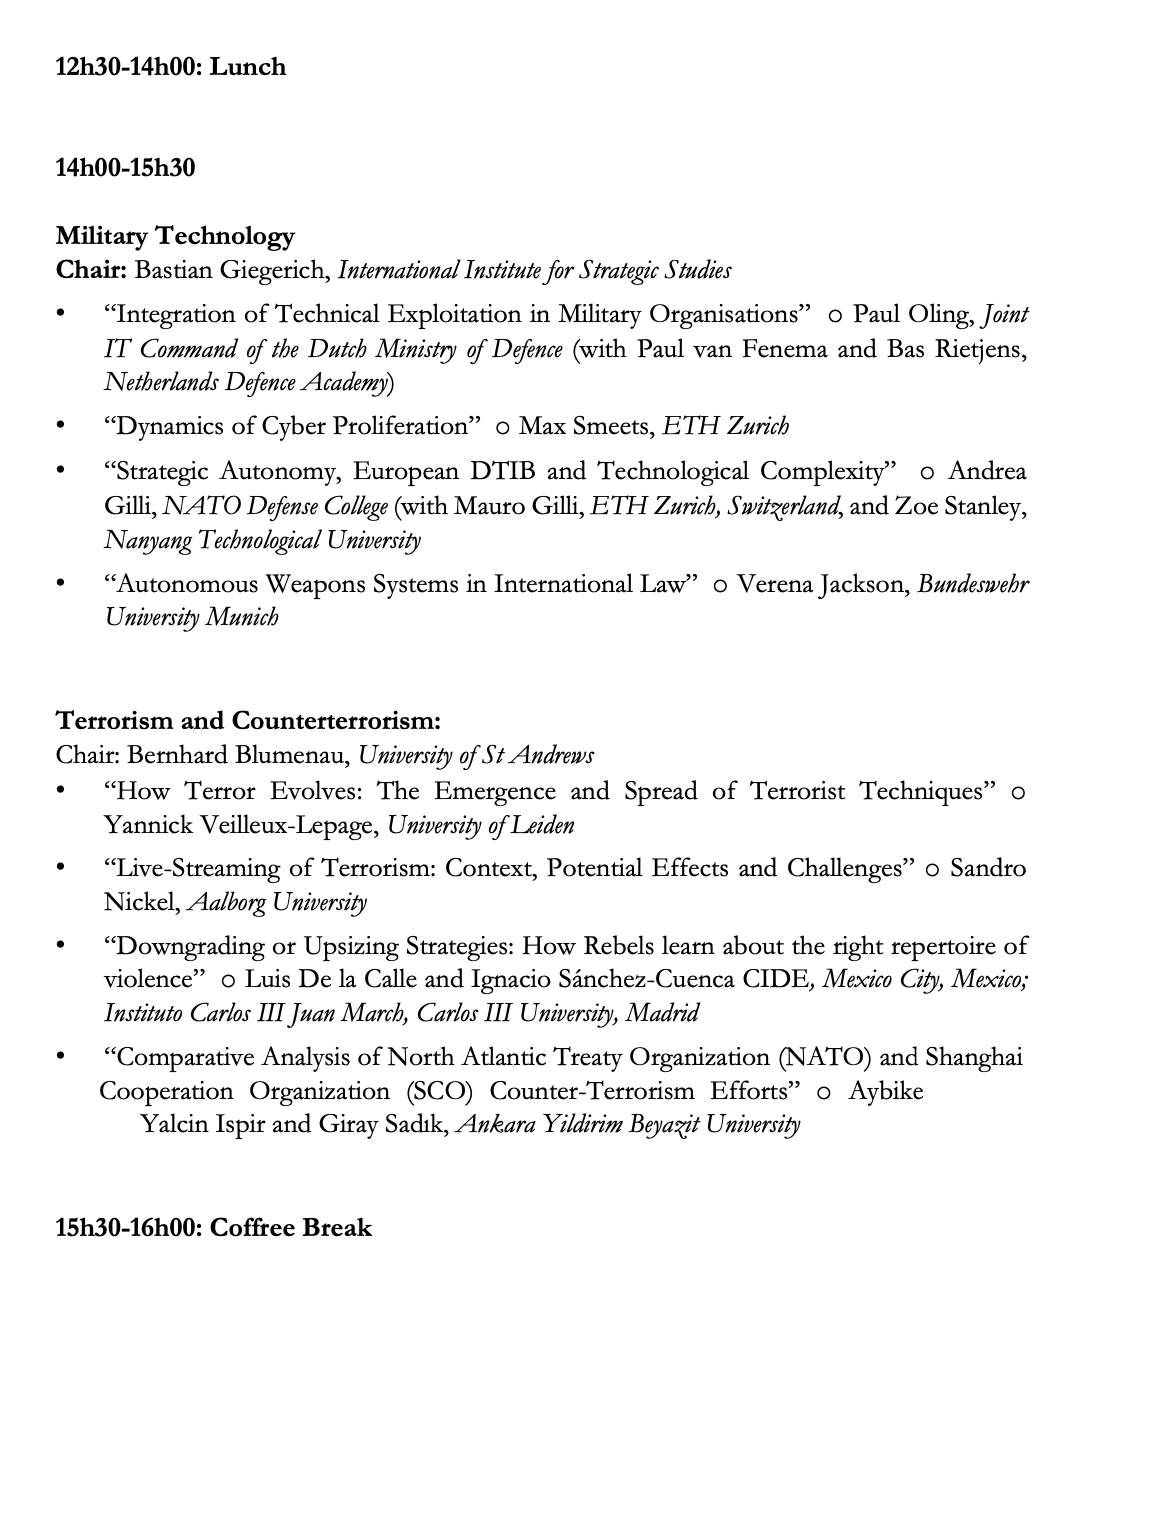 12h30-14h00: Lunch
14h00-15h30
Military Technology
Chair: Bastian Giegerich, International Institute for Strategic Studies
• “Integration of Technical Exploitation in Military Organisations” o Paul Oling, Joint
IT Command of the Dutch Ministry of Defence (with Paul van Fenema and Bas Rietjens,
Netherlands Defence Academy)
• “Dynamics of Cyber Proliferation” o Max Smeets, ETH Zurich
• “Strategic Autonomy, European DTIB and Technological Complexity” o Andrea
Gilli, NATO Defense College (with Mauro Gilli, ETH Zurich, Switzerland, and Zoe Stanley,
Nanyang Technological University
• “Autonomous Weapons Systems in International Law” o Verena Jackson, Bundeswehr
University Munich
Terrorism and Counterterrorism:
Chair: Bernhard Blumenau, University of St Andrews
• “How Terror Evolves: The Emergence and Spread of Terrorist Techniques” o
Yannick Veilleux-Lepage, University of Leiden
• “Live-Streaming of Terrorism: Context, Potential Effects and Challenges” o Sandro
Nickel, Aalborg University
• “Downgrading or Upsizing Strategies: How Rebels learn about the right repertoire of
violence” o Luis De la Calle and Ignacio Sánchez-Cuenca CIDE, Mexico City, Mexico;
Instituto Carlos III Juan March, Carlos III University, Madrid
• “Comparative Analysis of North Atlantic Treaty Organization (NATO) and Shanghai
Cooperation Organization (SCO) Counter-Terrorism Efforts” o Aybike
Yalcin Ispir and Giray Sadık, Ankara Yildirim Beyazit University
15h30-16h00: Coffree Break